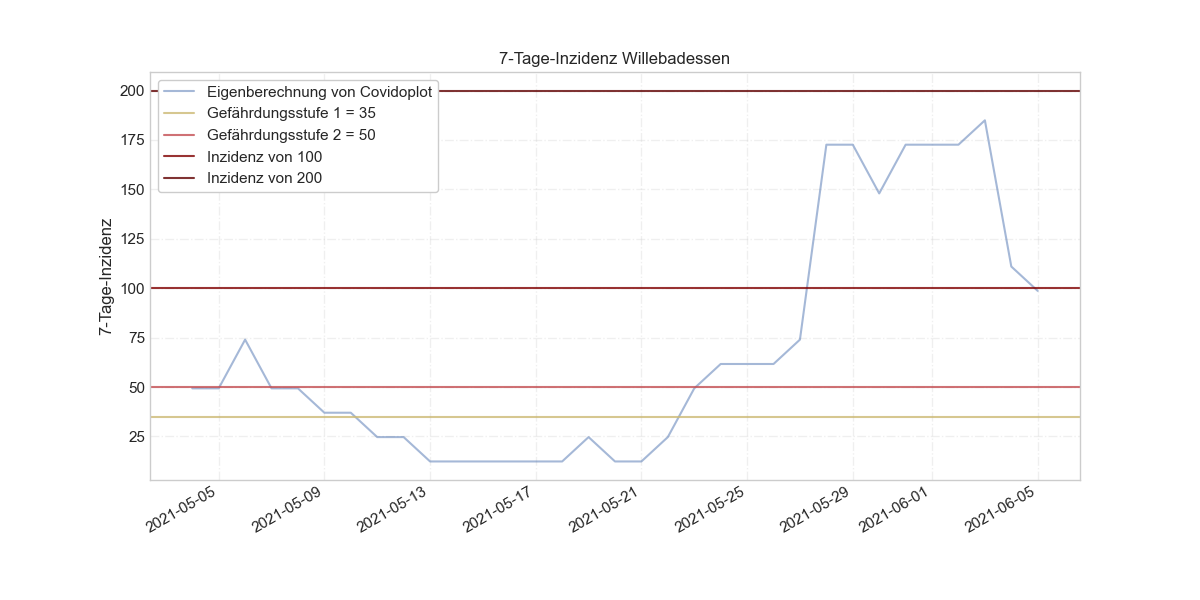 7-Tage-Inzidenz Willebadessen
Eigenberechnung von Covidoplot
Gefährdungsstufe 1 = 35
Gefährdungsstufe 2 = 50
Inzidenz von 100
Inzidenz von 200
7-Tage-Inzidenz
200
175
150
125
100
75
50
25
2021-05-05
2021-05-09
2021-05-13
2021-05-17
2021-05-21
2021-05-25
2021-05-29
2021-06-01
2021-06-05